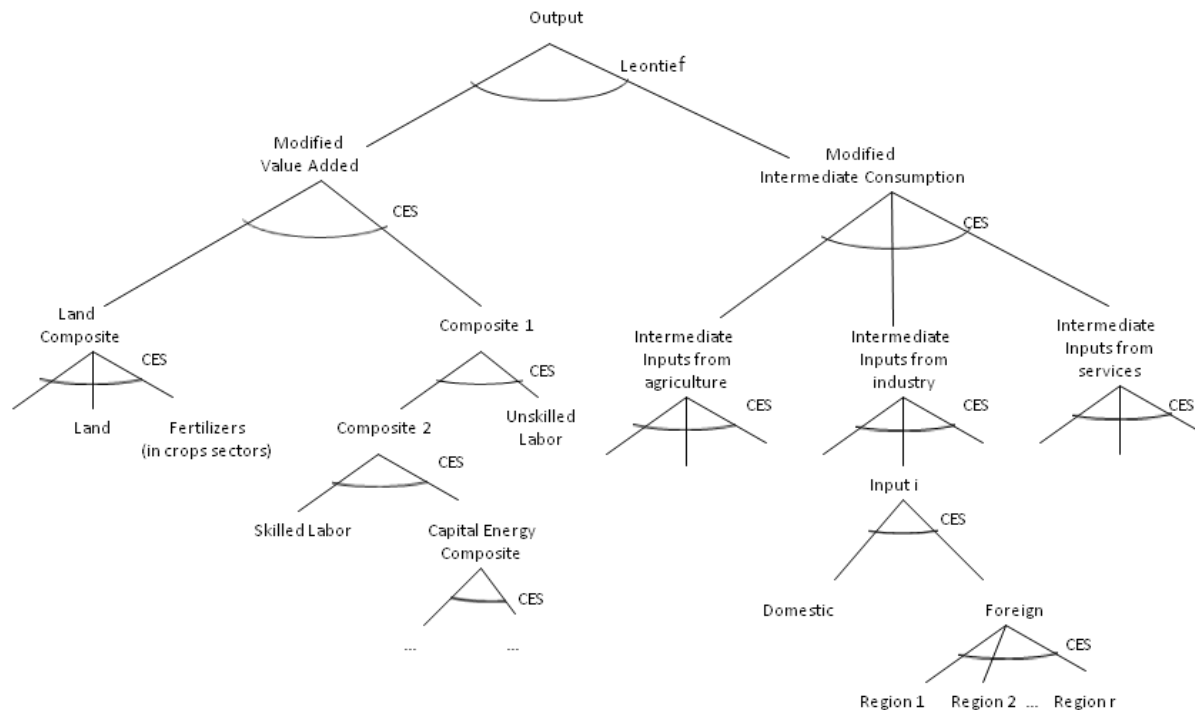 Output
Leontief
Modified
Value Added
Modified
Intermediate Consumption
CES
CES
Land
Composite
Composite 1
Intermediate
Inputs from
agriculture
Intermediate
Inputs from
industry
Intermediate
Inputs from
services
CES
CES
CES
CES
CES
Land
Fertilizers
(in crops sectors)
Composite 2
Unskilled
Labor
CES
Input i
Skilled Labor
Capital Energy
Composite
CES
CES
Domestic
Foreign
... ...
CES
Region 1
Region 2 ...
Region r